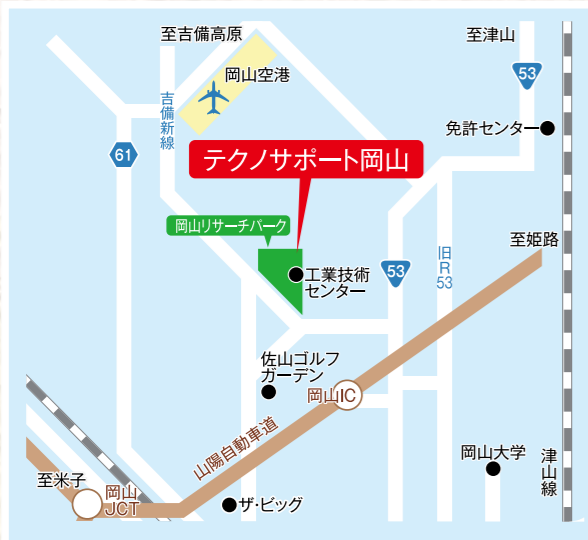 至吉備高原
至津山
岡山空港
53
吉備新線
免許センター
61
テクノサポート岡山
岡山リサーチパーク
至姫路
旧R53
工業技術
センター
53
佐山ゴルフ
ガーデン
岡山IC
山陽自動車道
岡山大学
津山線
至米子
岡山
JCT
ザ・ビッグ